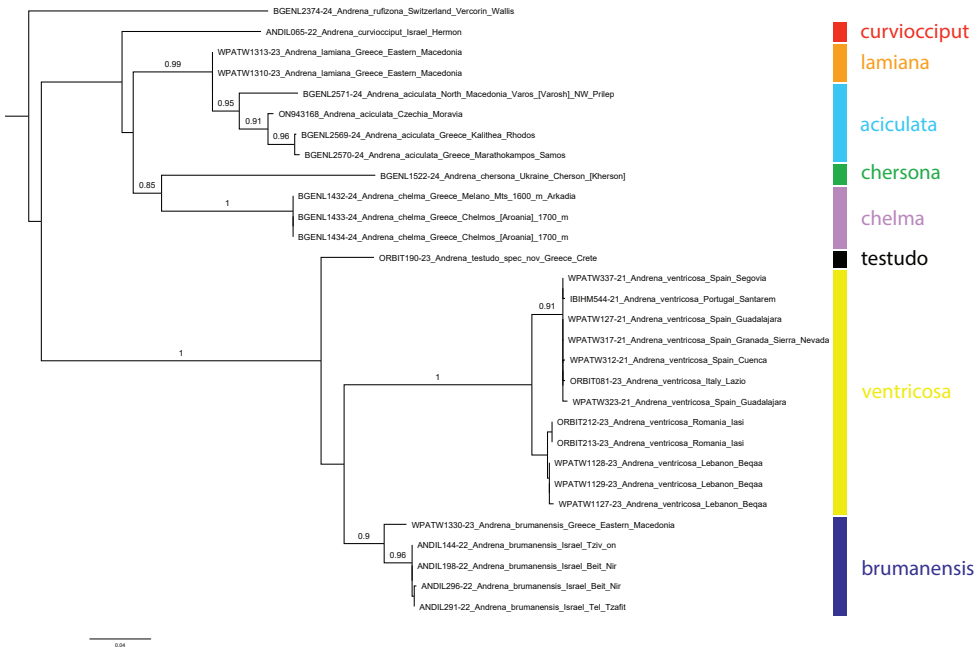 BGENL2374-24_Andrena_rufizona_Switzerland_Vercorin_Wallis
ANDIL065-22_Andrena_curviocciput_Israel_Hermon
curviocciput
WPATW1313-23_Andrena_lamiana_Greece_Eastern_Macedonia
0.99
lamiana
WPATW1310-23_Andrena_lamiana_Greece_Eastern_Macedonia
BGENL2571-24_Andrena_aciculata_North_Macedonia_Varos_[Varosh]_NW_Prilep
0.95
ON943168_Andrena_aciculata_Czechia_Moravia
0.91
aciculata
BGENL2569-24_Andrena_aciculata_Greece_Kalithea_Rhodos
0.96
BGENL2570-24_Andrena_aciculata_Greece_Marathokampos_Samos
BGENL1522-24_Andrena_chersona_Ukraine_Cherson_[Kherson]
chersona
0.85
BGENL1432-24_Andrena_chelma_Greece_Melano_Mts_1600_m_Arkadia
1
BGENL1433-24_Andrena_chelma_Greece_Chelmos_[Aroania]_1700_m
chelma
BGENL1434-24_Andrena_chelma_Greece_Chelmos_[Aroania]_1700_m
ORBIT190-23_Andrena_testudo_spec_nov_Greece_Crete
testudo
WPATW337-21_Andrena_ventricosa_Spain_Segovia
IBIHM544-21_Andrena_ventricosa_Portugal_Santarem
0.91
WPATW127-21_Andrena_ventricosa_Spain_Guadalajara
WPATW317-21_Andrena_ventricosa_Spain_Granada_Sierra_Nevada
1
WPATW312-21_Andrena_ventricosa_Spain_Cuenca
1
ORBIT081-23_Andrena_ventricosa_Italy_Lazio
ventricosa
WPATW323-21_Andrena_ventricosa_Spain_Guadalajara
ORBIT212-23_Andrena_ventricosa_Romania_Iasi
ORBIT213-23_Andrena_ventricosa_Romania_Iasi
WPATW1128-23_Andrena_ventricosa_Lebanon_Beqaa
WPATW1129-23_Andrena_ventricosa_Lebanon_Beqaa
WPATW1127-23_Andrena_ventricosa_Lebanon_Beqaa
WPATW1330-23_Andrena_brumanensis_Greece_Eastern_Macedonia
0.9
ANDIL144-22_Andrena_brumanensis_Israel_Tziv_on
0.96
ANDIL198-22_Andrena_brumanensis_Israel_Beit_Nir
brumanensis
ANDIL296-22_Andrena_brumanensis_Israel_Beit_Nir
ANDIL291-22_Andrena_brumanensis_Israel_Tel_Tzafit
0.04